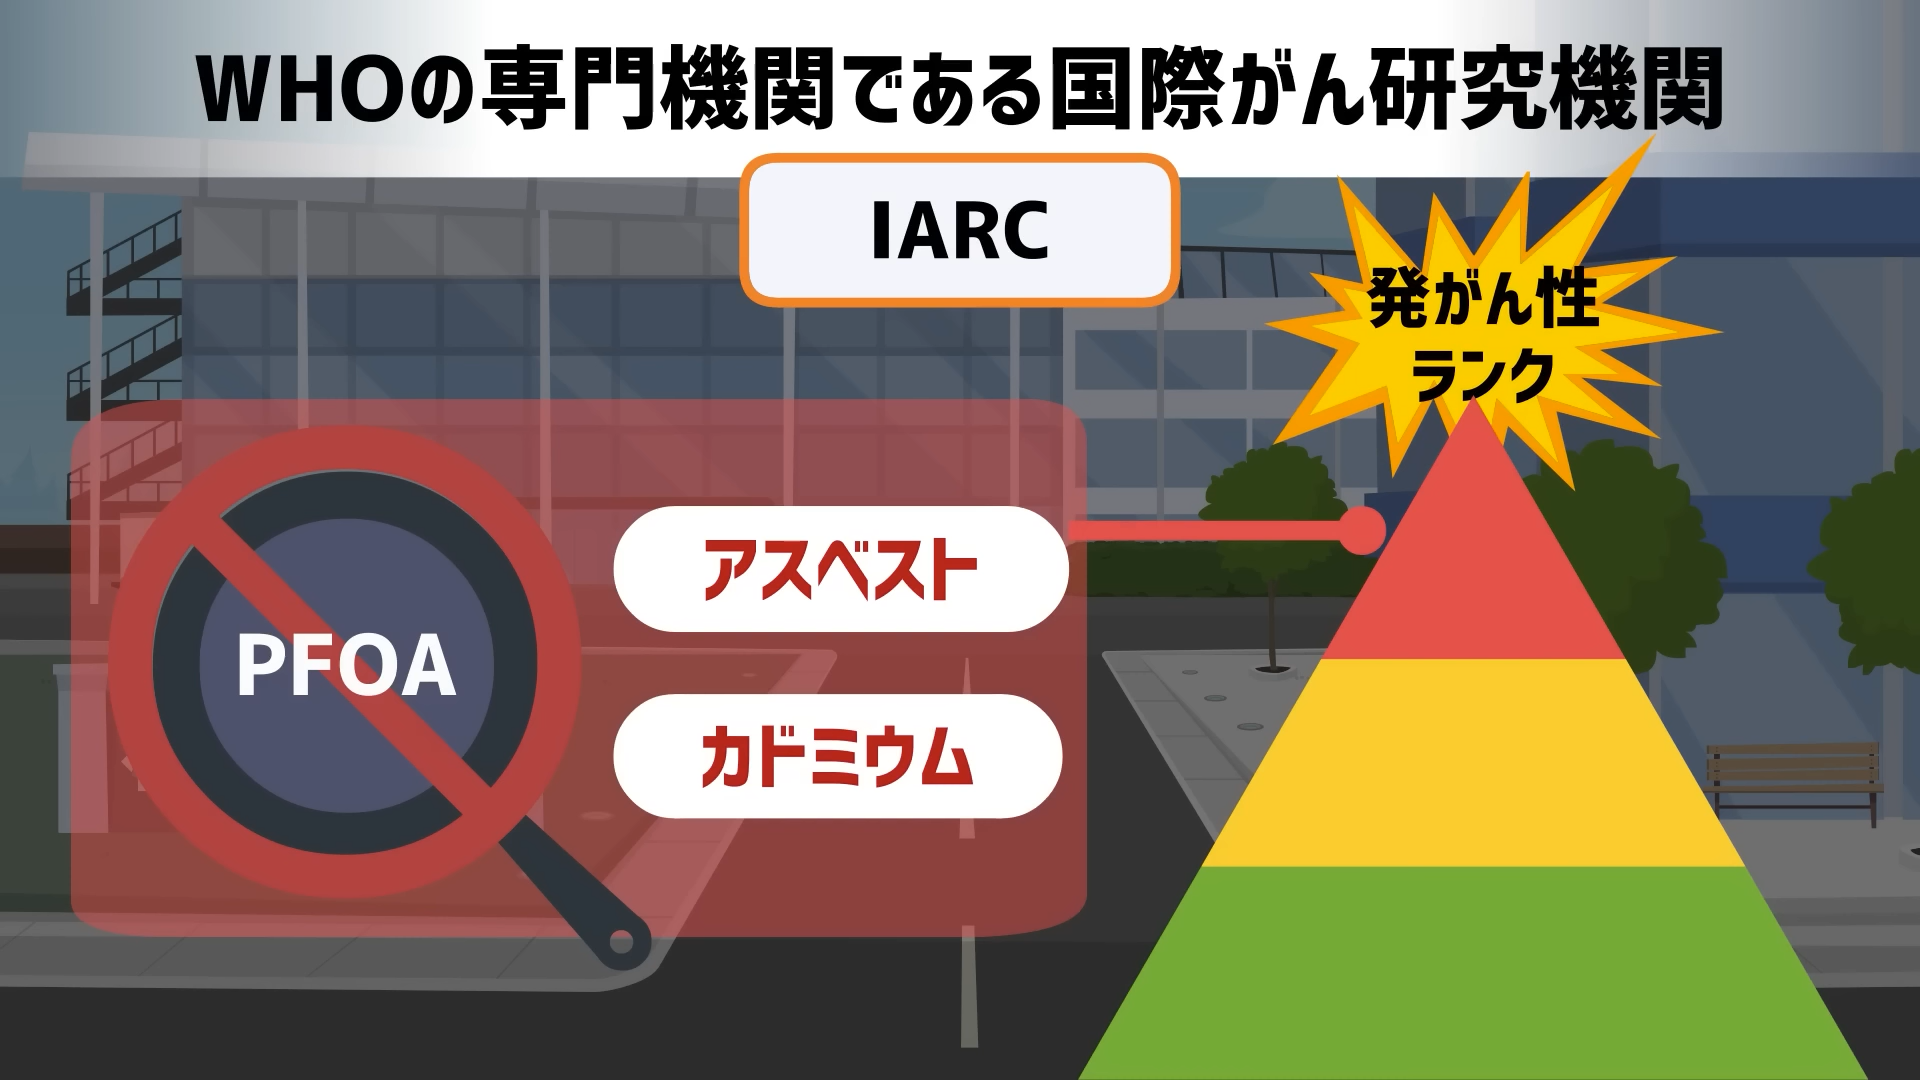 WHOの専門機関である国際がん研究機関
IARC
発がん性
ランク
アスベスト
PFOA
カドミウム